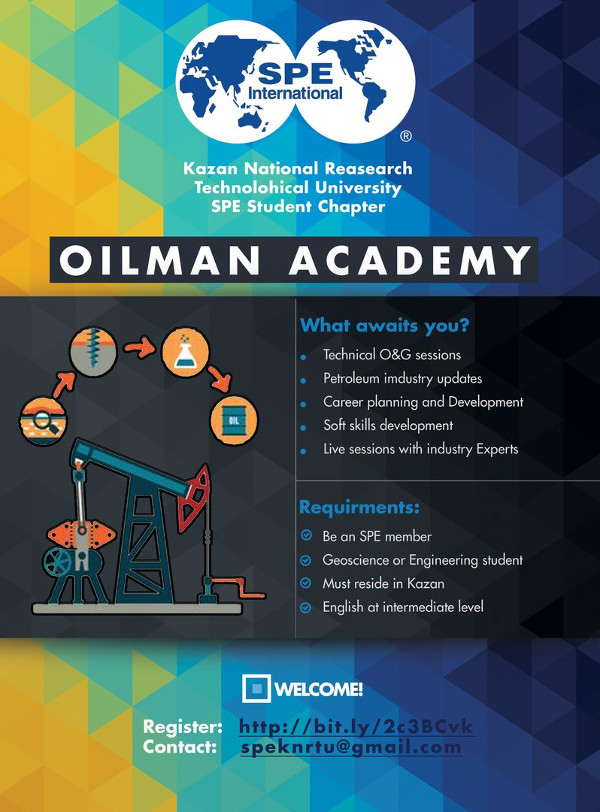 SPE
International
®
Kazan National Reasearch
Technolohical University
SPE Student Chapter
OILMAN ACADEMY
What awaits you?
Technical O&G sessions
Petroleum imdustry updates
Career planning and Development
Soft skills development
Live sessions with industry Experts
OIL
Requirments:
Be an SPE member
Geoscience or Engineering student
Must reside in Kazan
English at intermediate level
WELCOME!
Register: http://bit.ly/2c3BCvk
Contact: speknrtu@gmail.com